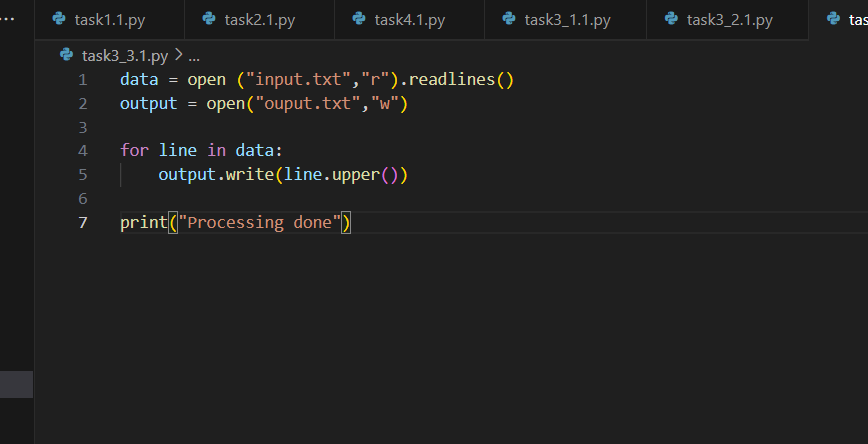 ... task1.1.py task2.1.py task4.1.py task3_1.1.py task3_2.1.py
task3_3.1.py > ...
1 data = open ("input.txt","r").readlines()
2 output = open("ouput.txt","w")
3
4 for line in data:
5 output.write(line.upper())
6
7 print("Processing done")